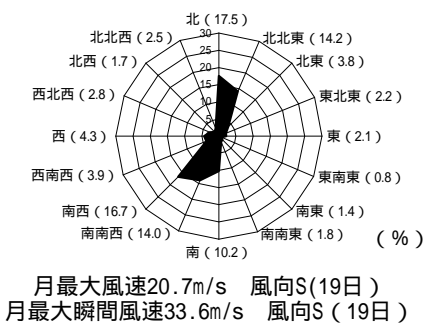 北（17.5）
北北西（2.5）
北北東（14.2）
北西（1.7）
北東（3.8）
西北西（2.8）
東北東（2.2）
西（4.3）
東（2.1）
西南西（3.9）
東南東（0.8）
南西（16.7）
南東（1.4）
南南西（14.0）
南南東（1.8）
南（10.2）
30
25
20
15
10
5
（％）
月最大風速20.7m/s　風向S(19日）
月最大瞬間風速33.6m/s　風向S（19日）